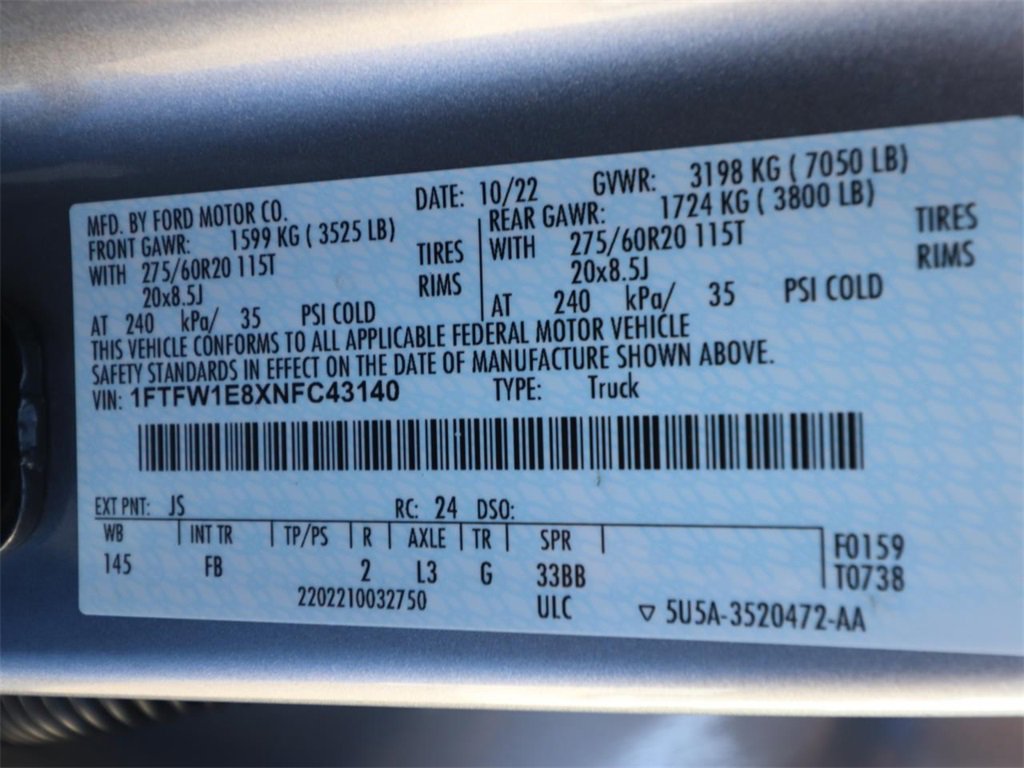 MFD. BY FORD MOTOR CO. DATE: 10/22 GVWR: 3198 KG ( 7050 LB)
FRONT GAWR: 1599 KG ( 3525 LB) REAR GAWR: 1724 KG ( 3800 LB)
WITH 275/60R20 115T TIRES WITH 275/60R20 115T TIRES
20x8.5J RIMS 20x8.5J RIMS
AT 240 kPa/ 35 PSI COLD AT 240 kPa/ 35 PSI COLD
THIS VEHICLE CONFORMS TO ALL APPLICABLE FEDERAL MOTOR VEHICLE
SAFETY STANDARDS IN EFFECT ON THE DATE OF MANUFACTURE SHOWN ABOVE.
VIN: 1FTFW1E8XNFC43140 TYPE: Truck
EXT PNT: JS RC: 24 DSO:
WB INT TR TP/PS R AXLE TR SPR F0159
145 FB 2 L3 G 33BB T0738
2202210032750 ULC ▽ 5U5A-3520472-AA